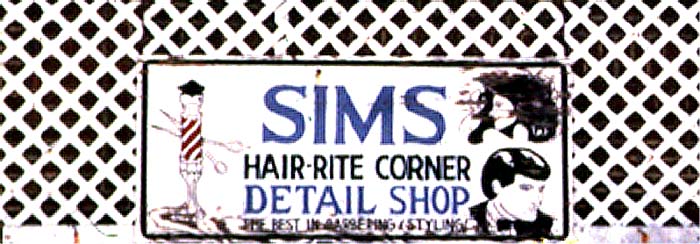 SIMS
HAIR-RITE CORNER
DETAIL SHOP
THE BEST IN BARBERING / STYLING